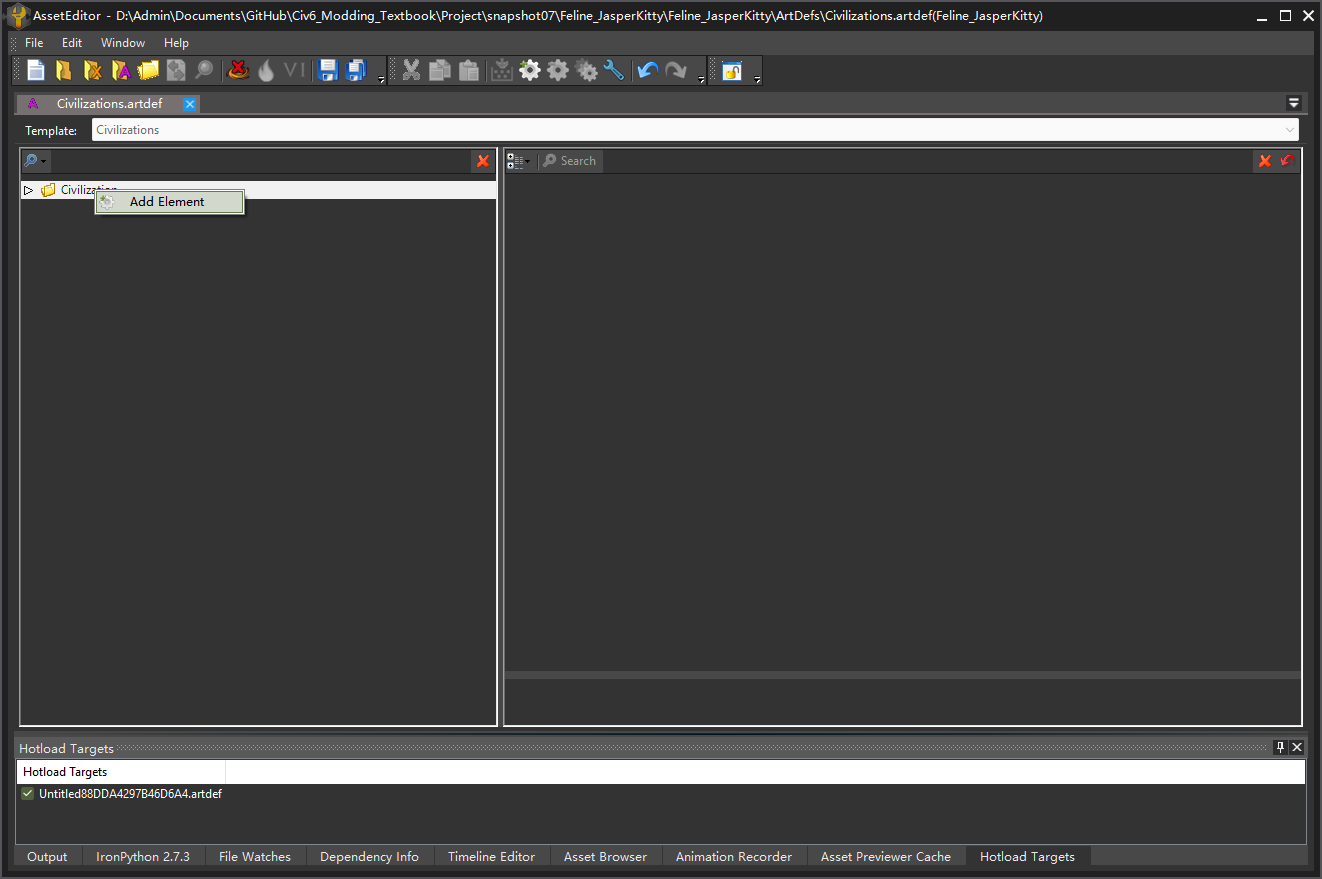 AssetEditor - D:\Admin\Documents\GitHub\Civ6_Modding_Textbook\Project\snapshot07\Feline_JasperKitty\Feline_JasperKitty\ArtDefs\Civilizations.artdef(Feline_JasperKitty)
File Edit Window Help
VI
Civilizations.artdef
Template: Civilizations
Search
Civilization
Add Element
Hotload Targets
Hotload Targets
Untitled88DDA4297B46D6A4.artdef
Output IronPython 2.7.3 File Watches Dependency Info Timeline Editor Asset Browser Animation Recorder Asset Previewer Cache Hotload Targets